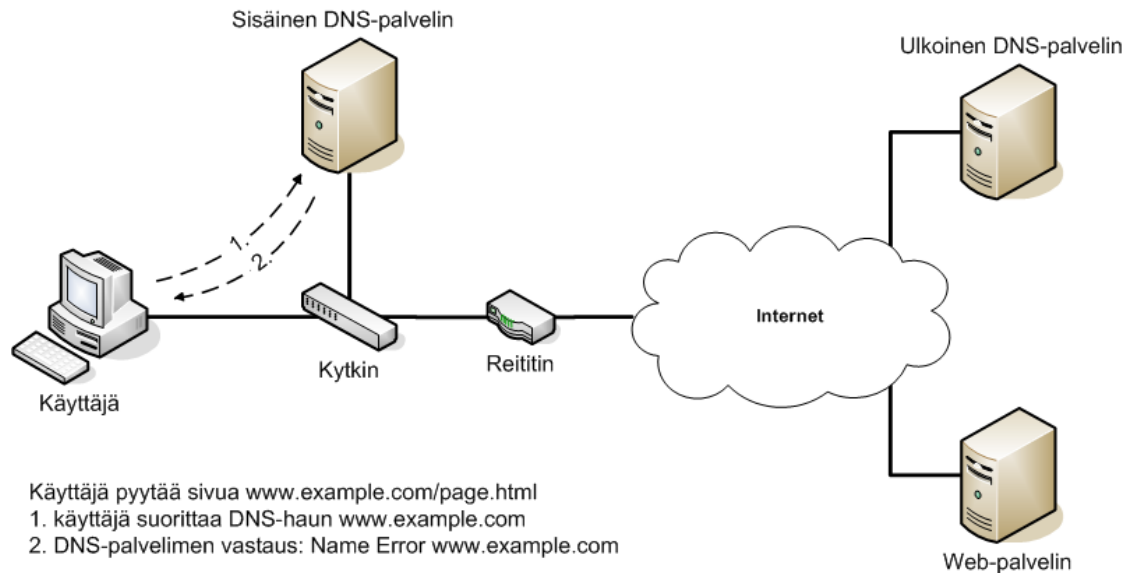 Sisäinen DNS-palvelin
Ulkoinen DNS-palvelin
1.
2.
Internet
Kytkin
Reititin
Käyttäjä
Käyttäjä pyytää sivua www.example.com/page.html
1. käyttäjä suorittaa DNS-haun www.example.com
2. DNS-palvelimen vastaus: Name Error www.example.com
Web-palvelin